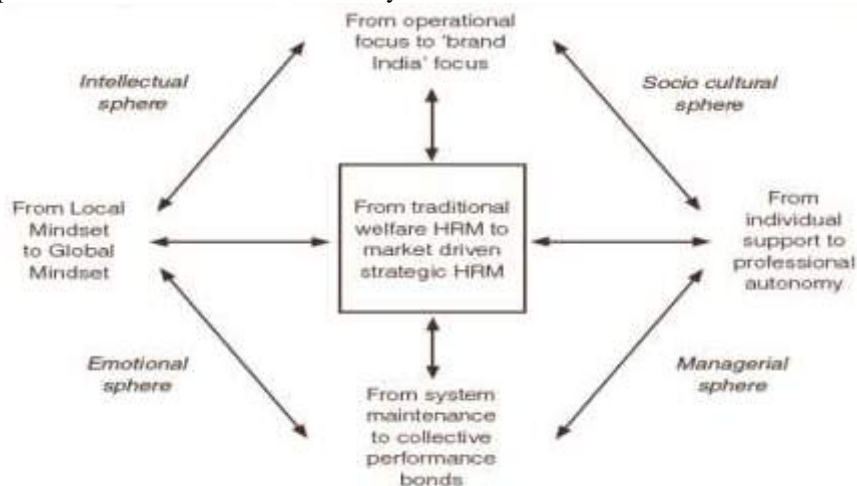 From operational
focus to 'brand
India' focus
Intellectual
sphere
Socio cultural
sphere
From Local
Mindset
to Global
Mindset
From traditional
welfare HRM to
market driven
strategic HRM
From
individual
support to
professional
autonomy
Emotional
sphere
Managerial
sphere
From system
maintenance
to collective
performance
bonds